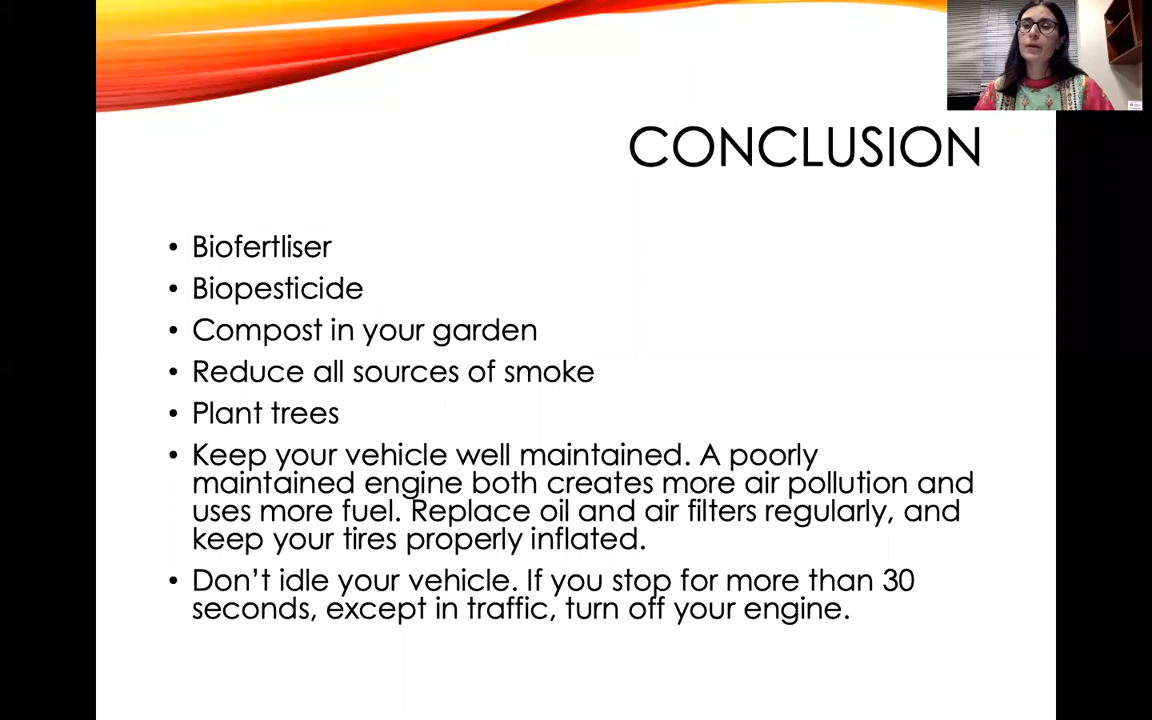 CONCLUSION
• Biofertliser
• Biopesticide
• Compost in your garden
• Reduce all sources of smoke
• Plant trees
• Keep your vehicle well maintained. A poorly
maintained engine both creates more air pollution and
uses more fuel. Replace oil and air filters regularly, and
keep your tires properly inflated.
• Don’t idle your vehicle. If you stop for more than 30
seconds, except in traffic, turn off your engine.